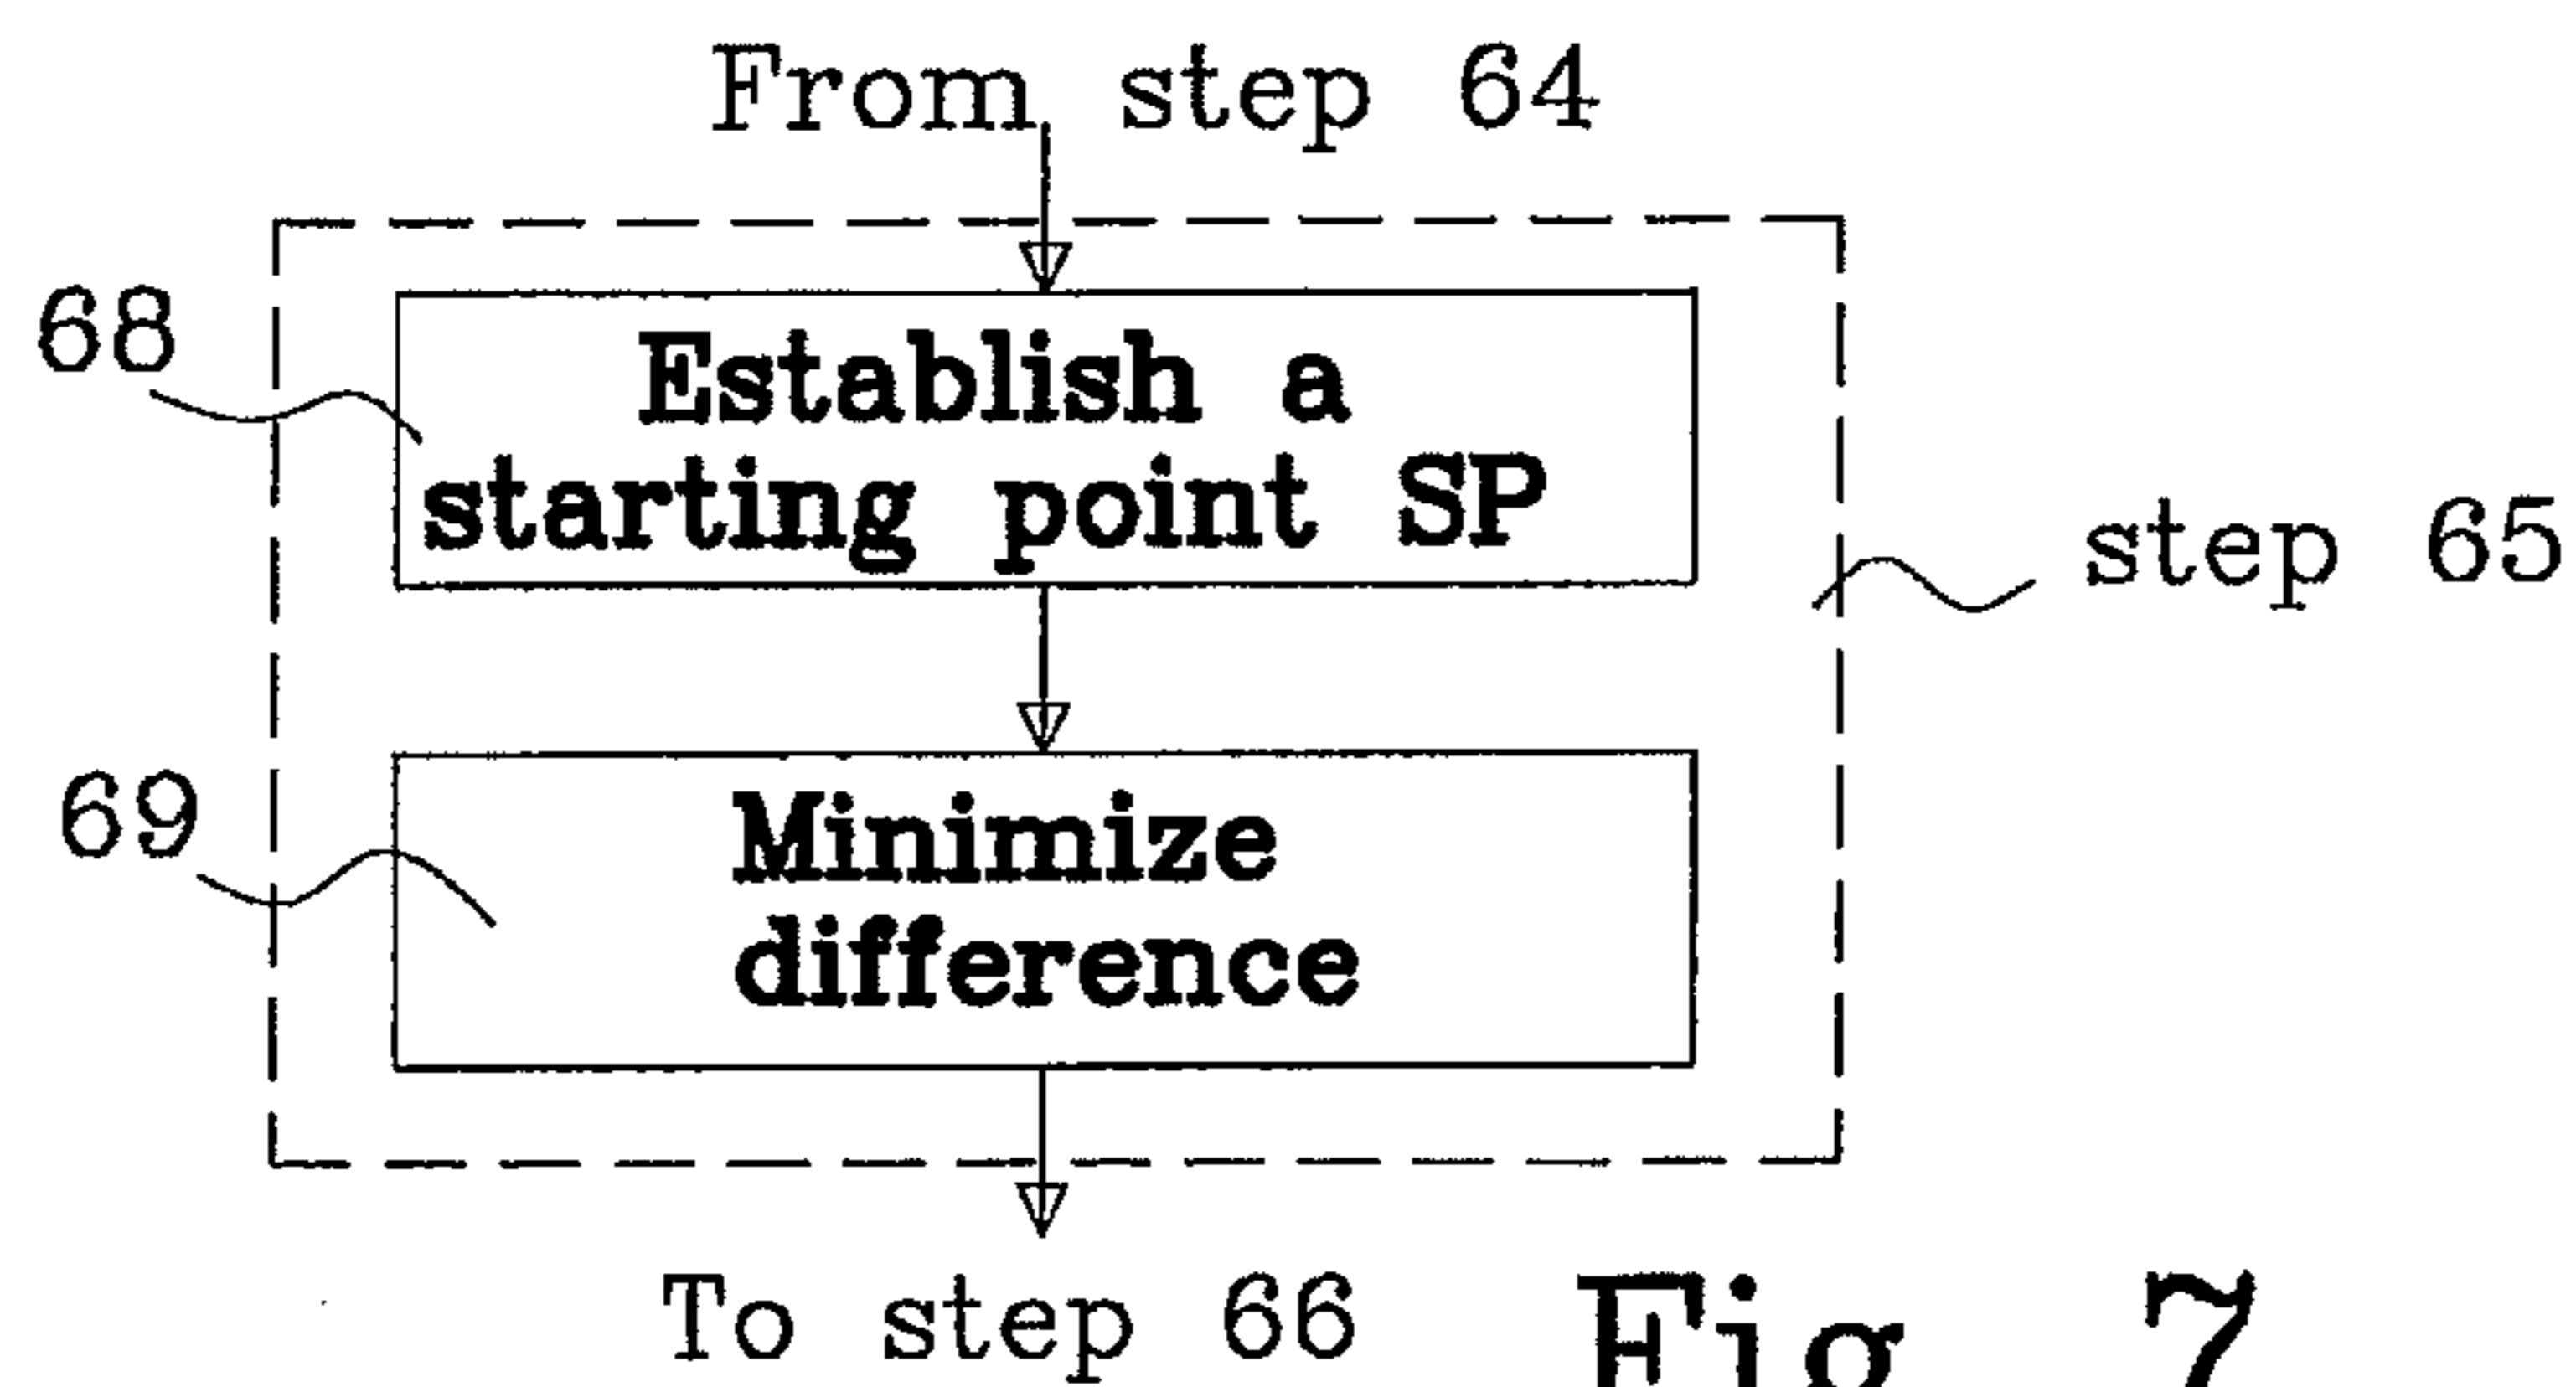 From step 64
68
Establish a
starting point SP
step 65
69
Minimize
difference
To step 66
Fig 7